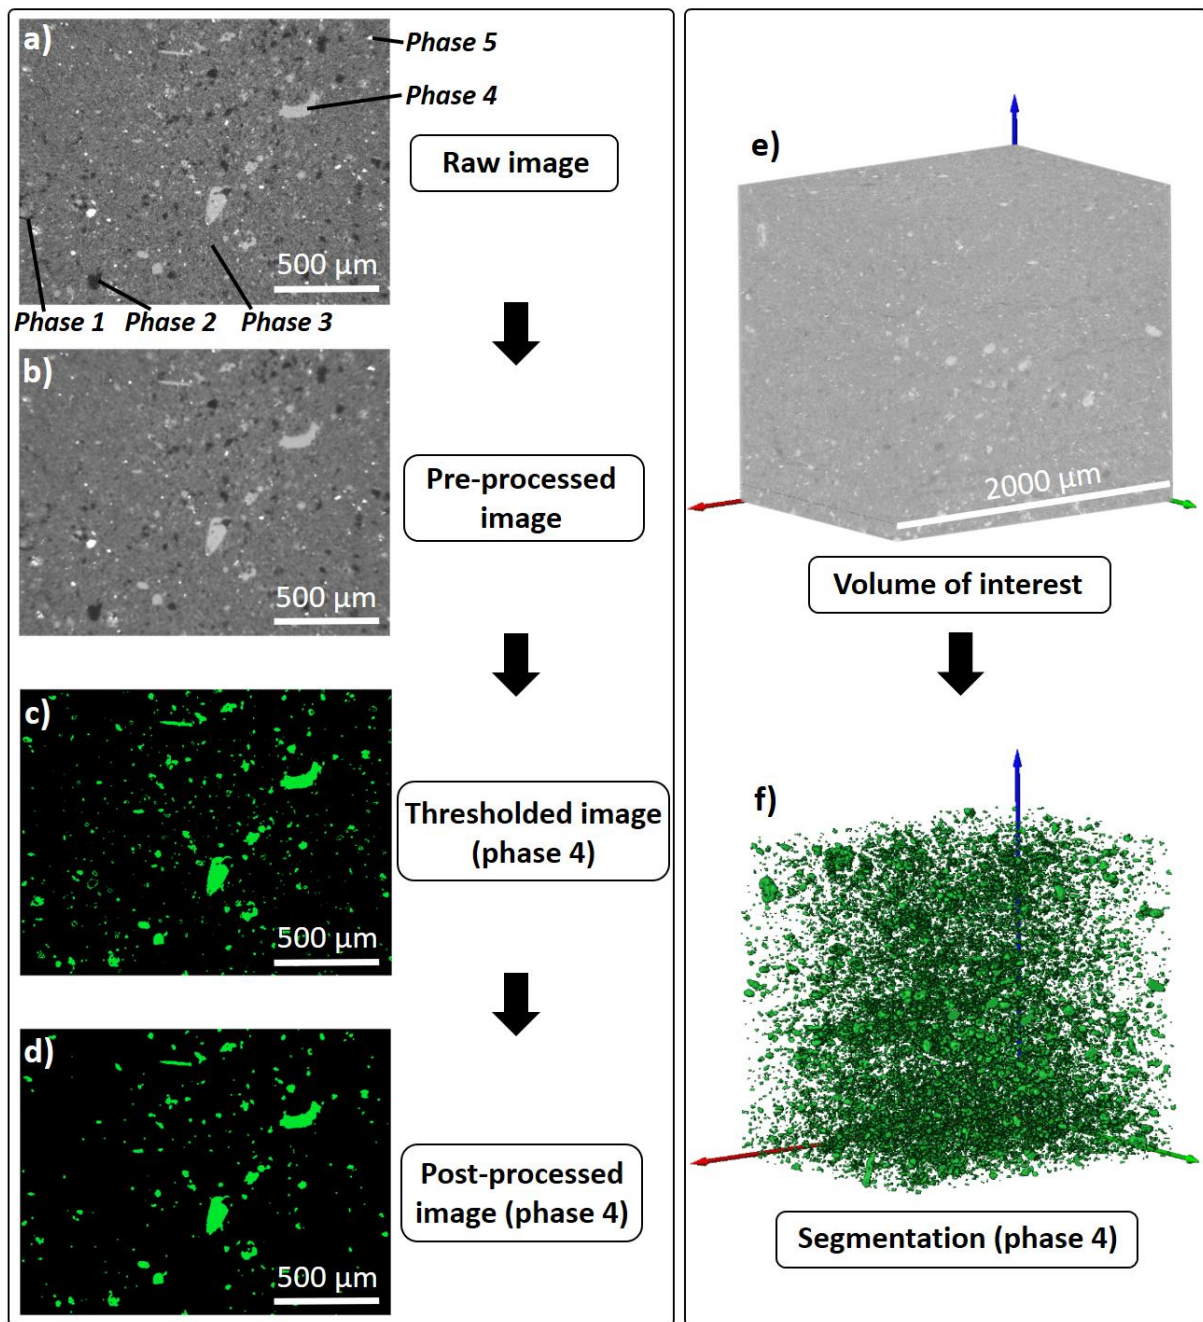 a)
Phase 5
Phase 4
Raw image
500 µm
Phase 1
Phase 2
Phase 3
b)
Pre-processed
image
500 µm
c)
Thresholded image
(phase 4)
500 µm
d)
Post-processed
image (phase 4)
500 µm
e)
2000 µm
Volume of interest
f)
Segmentation (phase 4)